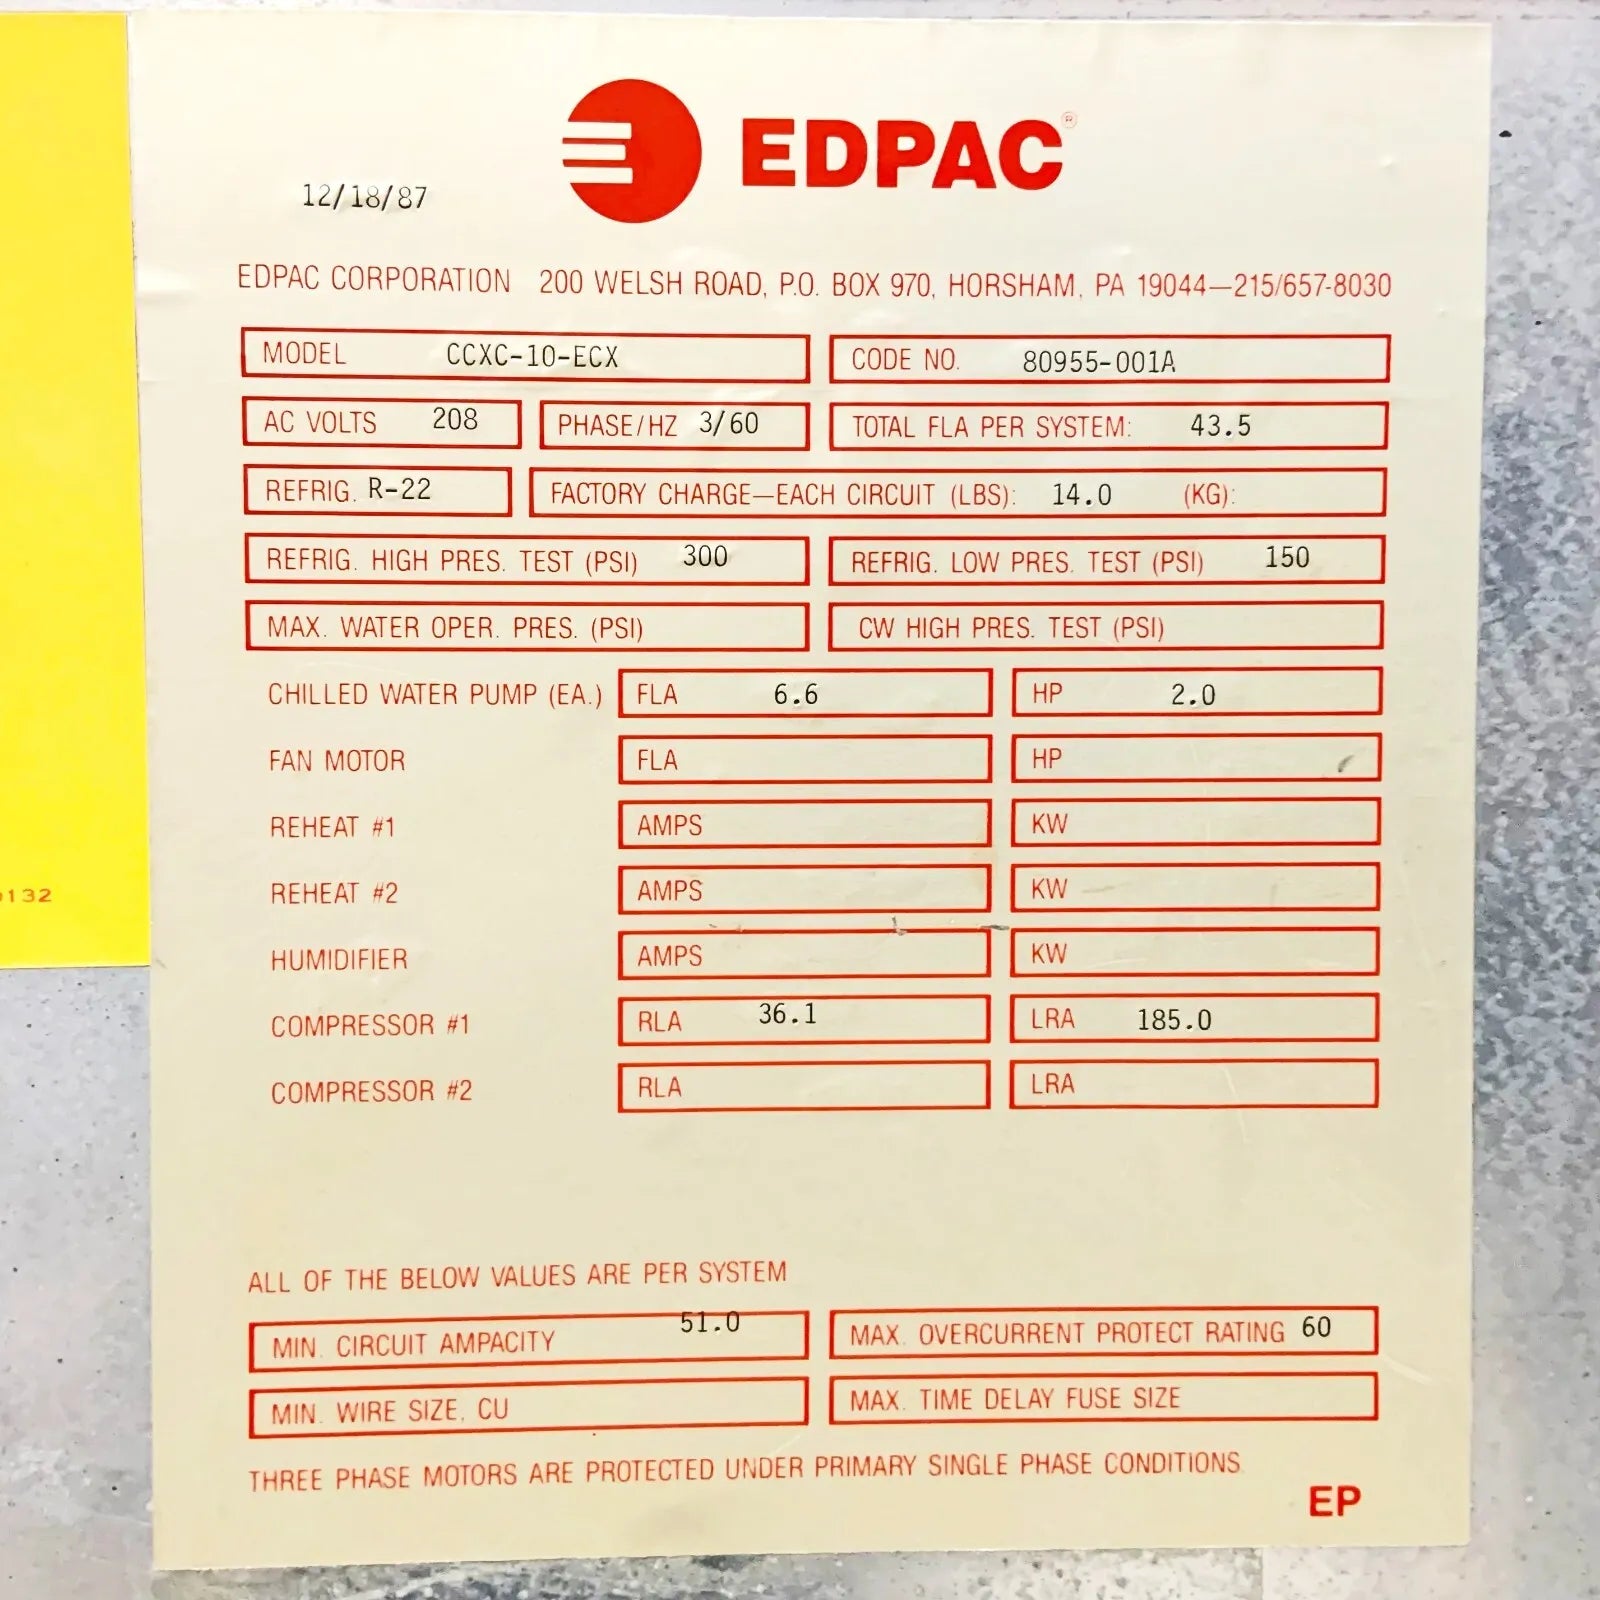 EDPAC®
12/18/87
EDPAC CORPORATION 200 WELSH ROAD, P.O. BOX 970, HORSHAM, PA 19044—215/657-8030
MODEL CCXC-10-ECX CODE NO. 80955-001A
AC VOLTS 208 PHASE/HZ 3/60 TOTAL FLA PER SYSTEM: 43.5
REFRIG. R-22 FACTORY CHARGE—EACH CIRCUIT (LBS): 14.0 (KG):
REFRIG. HIGH PRES. TEST (PSI) 300 REFRIG. LOW PRES. TEST (PSI) 150
MAX. WATER OPER. PRES. (PSI) CW HIGH PRES. TEST (PSI)
CHILLED WATER PUMP (EA.) FLA 6.6 HP 2.0
FAN MOTOR FLA HP
REHEAT #1 AMPS KW
REHEAT #2 AMPS KW
HUMIDIFIER AMPS KW
COMPRESSOR #1 RLA 36.1 LRA 185.0
COMPRESSOR #2 RLA LRA
ALL OF THE BELOW VALUES ARE PER SYSTEM
MIN. CIRCUIT AMPACITY 51.0 MAX. OVERCURRENT PROTECT RATING 60
MIN. WIRE SIZE, CU MAX. TIME DELAY FUSE SIZE
THREE PHASE MOTORS ARE PROTECTED UNDER PRIMARY SINGLE PHASE CONDITIONS.
EP